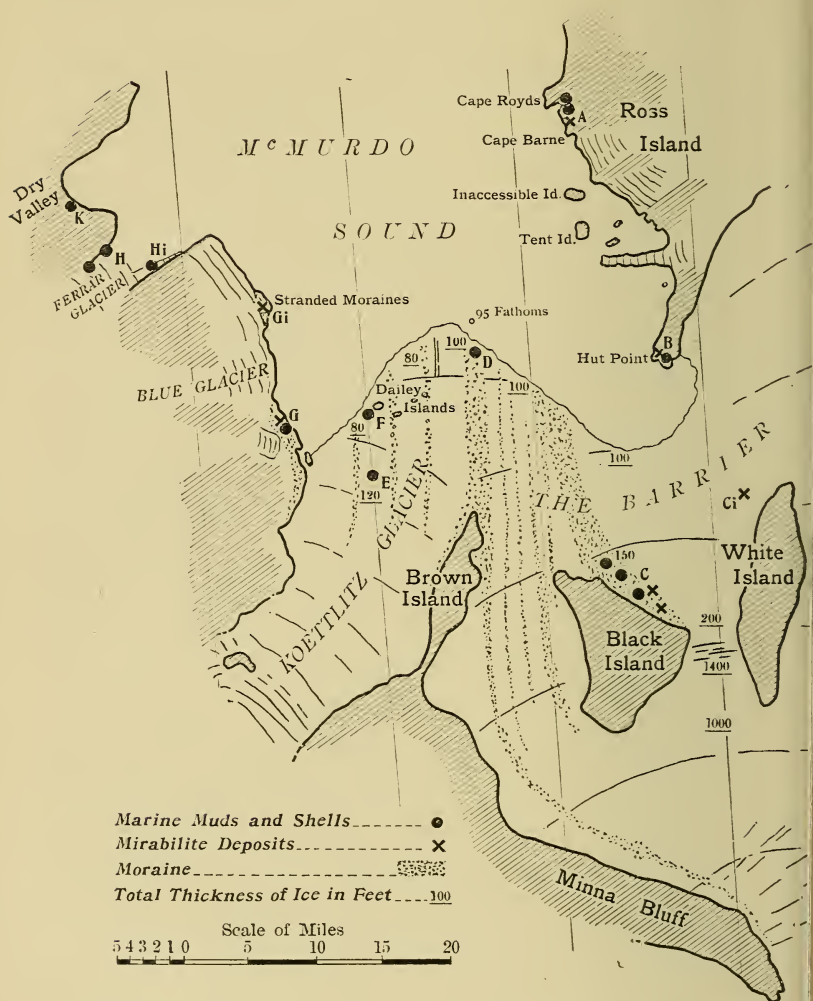 Cape Royds
A
Ross
Island
Cape Barne
McMURDO
SOUND
Inaccessible Id.
Tent Id.
Dry
Valley
K
H
Hi
FERRAR
GLACIER
Stranded Moraines
Gi
95 Fathoms
B
Hut Point
80
100
D
100
BLUE GLACIER
Dailey
Islands
G
F
80
100
E
120
THE BARRIER
Ci
KOETTLITZ GLACIER
Brown
Island
150
C
White
Island
Black
Island
200
1400
1000
Minna Bluff
Marine Muds and Shells
Mirabilite Deposits
Moraine
Total Thickness of Ice in Feet 100
Scale of Miles
5 4 3 2 1 0 5 10 15 20